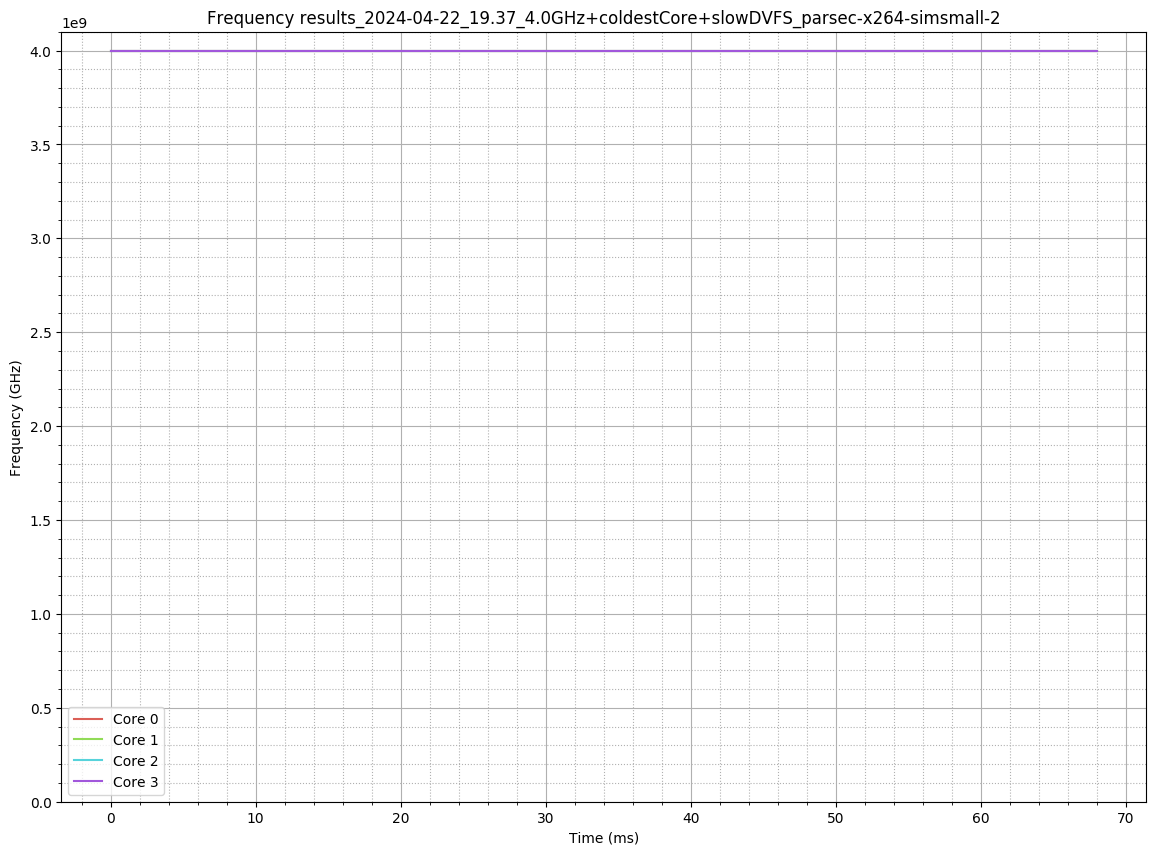 Frequency results_2024-04-22_19.37_4.0GHz+coldestCore+slowDVFS_parsec-x264-simsmall-2
1e9
4.0
3.5
3.0
2.5
2.0
1.5
1.0
0.5
0.0
Frequency (GHz)
Core 0
Core 1
Core 2
Core 3
0 10 20 30 40 50 60 70
Time (ms)